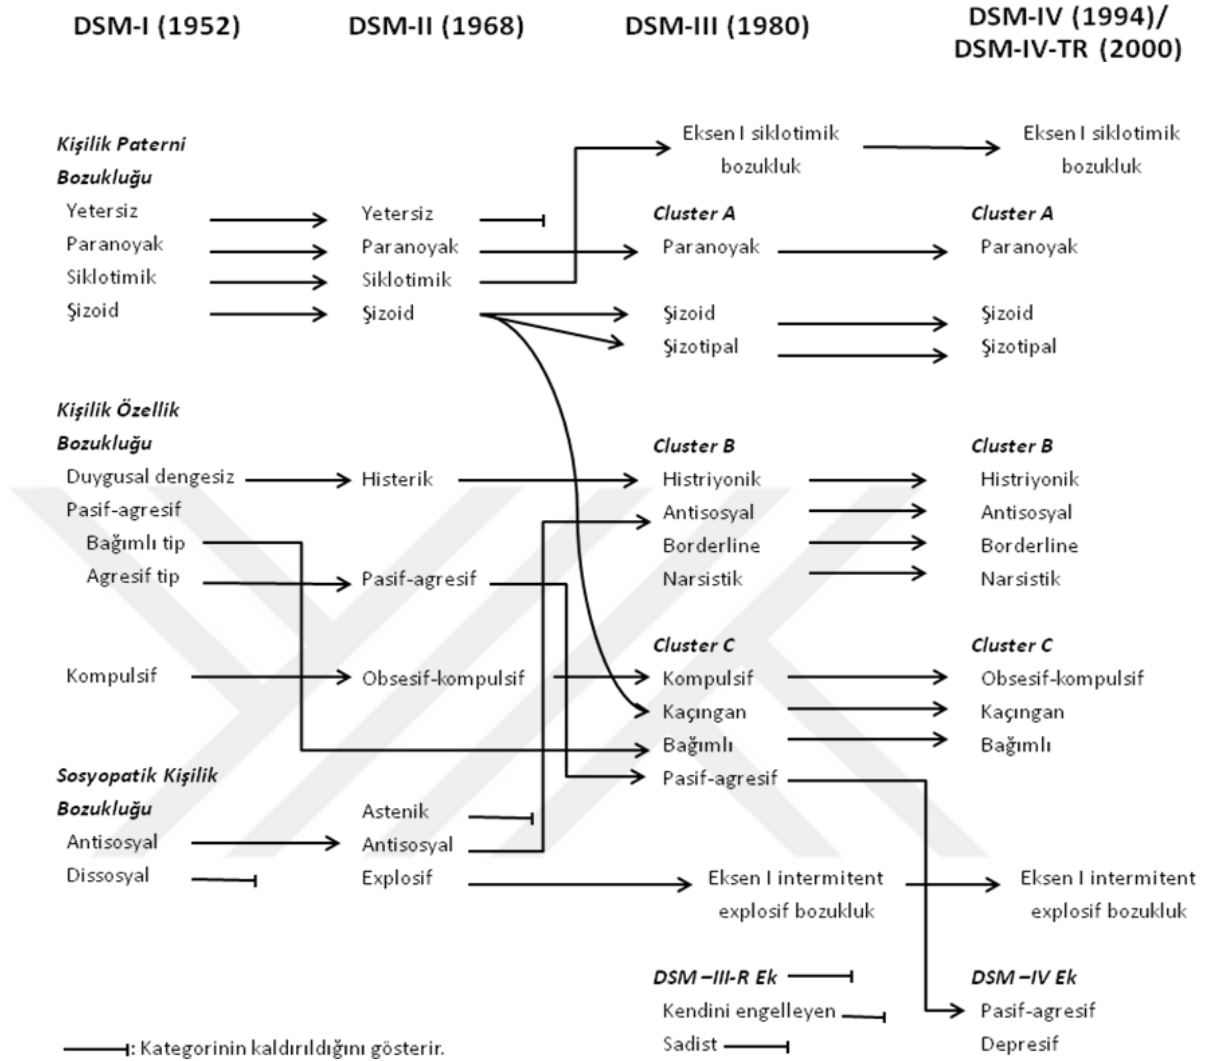 DSM-I (1952)
DSM-II (1968)
DSM-III (1980)
DSM-IV (1994)/
DSM-IV-TR (2000)
Kişilik Paterni
Bozukluğu
Yetersiz
Paranoyak
Siklotimik
Şizoid
Kişilik Özellik
Bozukluğu
Duygusal dengesiz
Pasif-agresif
Bağımlı tip
Agresif tip
Kompulsif
Sosyopatik Kişilik
Bozukluğu
Antisosyal
Dissosyal
Yetersiz
Paranoyak
Siklotimik
Şizoid
Histerik
Pasif-agresif
Obsesif-kompulsif
Astenik
Antisosyal
Explosif
Eksen I siklotimik
bozukluk
Cluster A
Paranoyak
Şizoid
Şizotipal
Cluster B
Histriyonik
Antisosyal
Borderline
Narsistik
Cluster C
Kompulsif
Kaçıngan
Bağımlı
Pasif-agresif
Eksen I intermitent
explosif bozukluk
DSM –III-R Ek
Kendini engelleyen
Sadist
Eksen I siklotimik
bozukluk
Cluster A
Paranoyak
Şizoid
Şizotipal
Cluster B
Histriyonik
Antisosyal
Borderline
Narsistik
Cluster C
Obsesif-kompulsif
Kaçıngan
Bağımlı
Eksen I intermitent
explosif bozukluk
DSM –IV Ek
Pasif-agresif
Depresif
: Kategorinin kaldırıldığını gösterir.